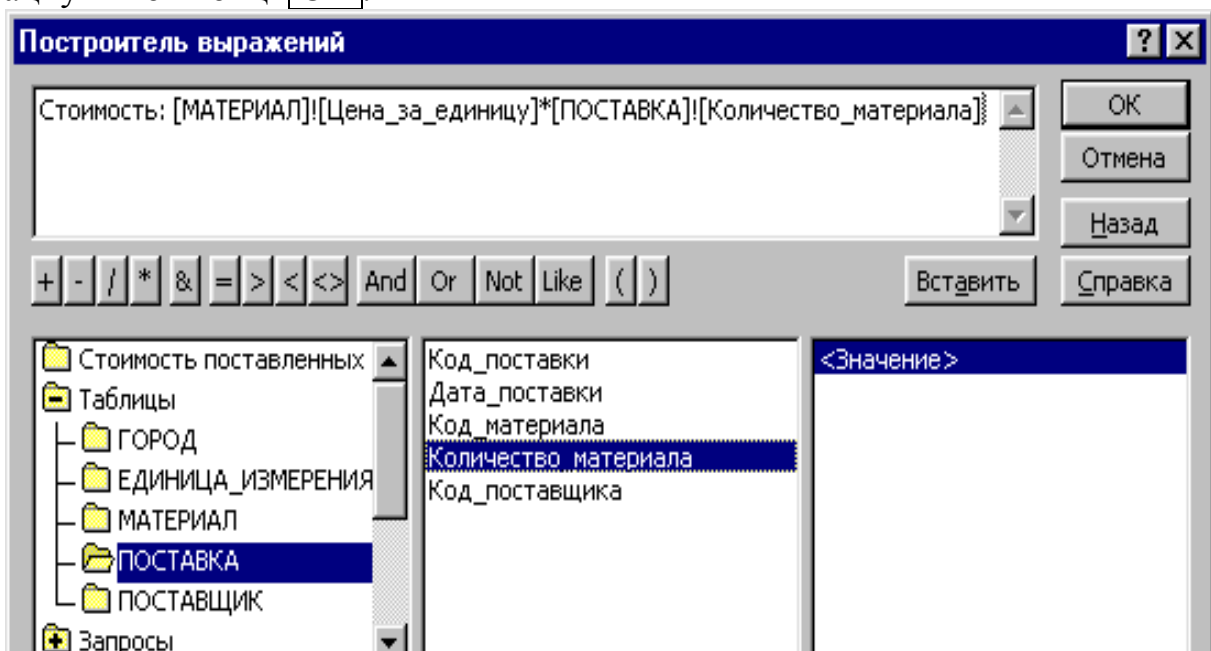 Построитель выражений ? ×
Стоимость: [МАТЕРИАЛ]![Цена_за_единицу]*[ПОСТАВКА]![Количество_материала]
ОК
Отмена
Назад
+ - / * & = > < <> And Or Not Like ( ) Вставить Справка
Стоимость поставленных
Таблицы
ГОРОД
ЕДИНИЦА_ИЗМЕРЕНИЯ
МАТЕРИАЛ
ПОСТАВКА
ПОСТАВЩИК
Запросы
Код_поставки
Дата_поставки
Код_материала
Количество_материала
Код_поставщика
<Значение>